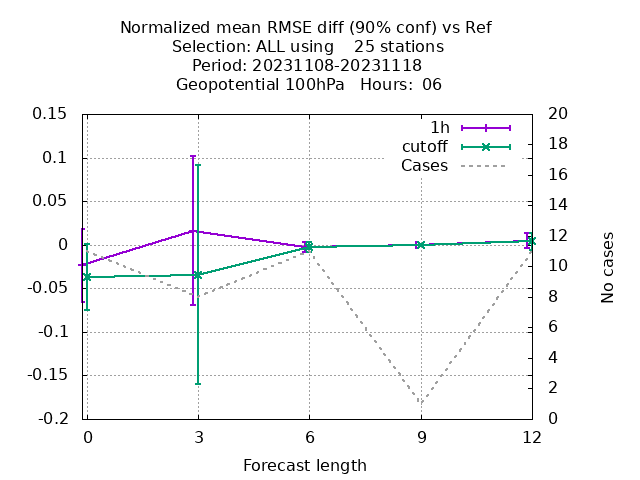 Normalized mean RMSE diff (90% conf) vs Ref
Selection: ALL using    25 stations
Period: 20231108-20231118
Geopotential 100hPa   Hours:  06
0.15
0.1
0.05
0
-0.05
-0.1
-0.15
-0.2
20
18
16
14
12
10
8
6
4
2
0
1h
cutoff
Cases
No cases
0 3 6 9 12
Forecast length